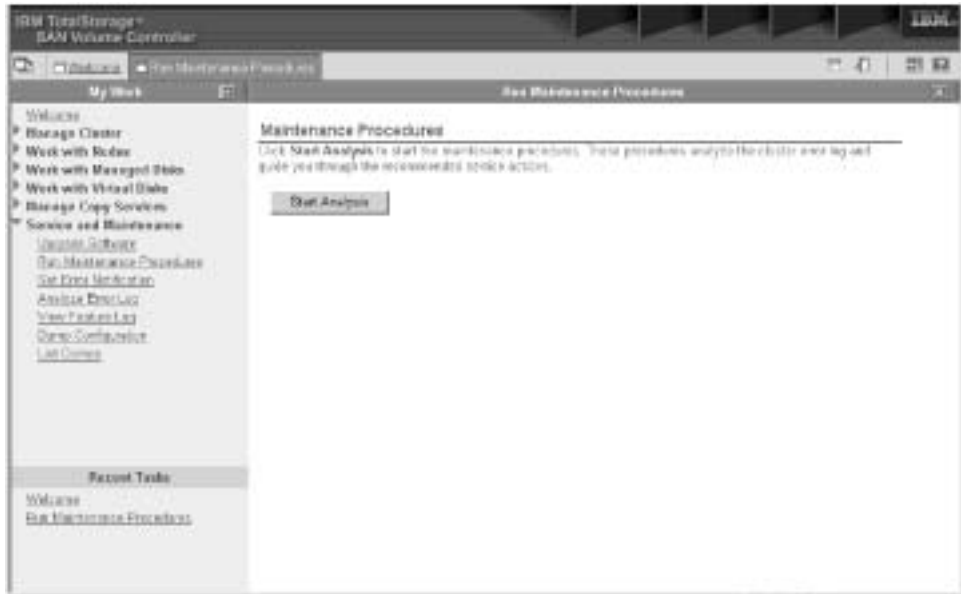 IBM TotalStorage™
SAN Volume Controller
IBM.
Welcome
Run Maintenance Procedures
My Work
Run Maintenance Procedures
Welcome
Manage Cluster
Work with Nodes
Work with Managed Disks
Work with Virtual Disks
Manage Copy Services
Service and Maintenance
Upgrade Software
Run Maintenance Procedures
Set Error Notification
Analyze Error Log
View Feature Log
Dump Configuration
List Dumps
Maintenance Procedures
Click Start Analysis to start the maintenance procedures. These procedures analyze the cluster error log and
guide you through the recommended service actions.
Start Analysis
Recent Tasks
Welcome
Run Maintenance Procedures